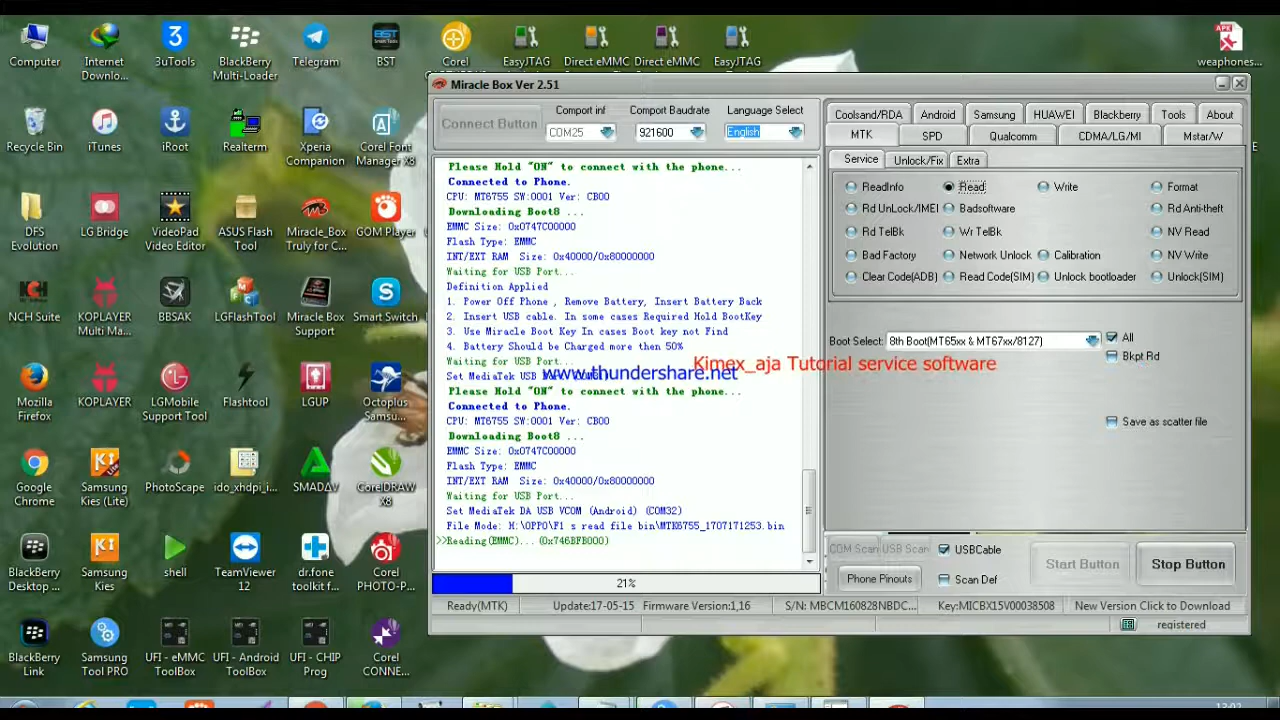 Computer
Internet Downlo...
3uTools
BlackBerry Multi-Loader
Telegram
BST
Corel
EasyJTAG
Direct eMMC
Direct eMMC
EasyJTAG
weaphones...
Recycle Bin
iTunes
iRoot
Realterm
Xperia Companion
Corel Font Manager X8
DFS Evolution
LG Bridge
VideoPad Video Editor
ASUS Flash Tool
Miracle_Box Truly for C...
GOM Player
NCH Suite
KOPLAYER Multi Ma...
BBSAK
LGFlashTool
Miracle Box Support
Smart Switch
Mozilla Firefox
KOPLAYER
LGMobile Support Tool
Flashtool
LGUP
Octoplus Samsu...
Google Chrome
Samsung Kies (Lite)
PhotoScape
ido_xhdpi_i...
SMADAV
CorelDRAW X8
BlackBerry Desktop ...
Samsung Kies
shell
TeamViewer 12
dr.fone toolkit f...
Corel PHOTO-P...
BlackBerry Link
Samsung Tool PRO
UFI - eMMC ToolBox
UFI - Android ToolBox
UFI - CHIP Prog
Corel CONNE...
Miracle Box Ver 2.51
Connect Button
Comport inf
Comport Baudrate
Language Select
COM25
921600
English
Please Hold "ON" to connect with the phone...
Connected to Phone.
CPU: MT6755 SW:0001 Ver: CB00
Downloading Boot8 ...
EMMC Size: 0x0747C00000
Flash Type: EMMC
INT/EXT RAM Size: 0x40000/0x80000000
Waiting for USB Port...
Definition Applied
1. Power Off Phone , Remove Battery, Insert Battery Back
2. Insert USB cable. In some cases Required Hold BootKey
3. Use Miracle Boot Key In cases Boot key not Find
4. Battery Should be Charged more then 50%
Waiting for USB Port...
Set MediaTek USB
www.thundershare.net
Kimex_aja Tutorial service software
Please Hold "ON" to connect with the phone...
Connected to Phone.
CPU: MT6755 SW:0001 Ver: CB00
Downloading Boot8 ...
EMMC Size: 0x0747C00000
Flash Type: EMMC
INT/EXT RAM Size: 0x40000/0x80000000
Waiting for USB Port...
Set MediaTek DA USB VCOM (Android) (COM32)
File Mode: H:\OPPO\F1 s read file bin\MTK6755_1707171253.bin
>>Reading(EMMC)... (0x746BFB000)
21%
Coolsand/RDA
Android
Samsung
HUAWEI
Blackberry
Tools
About
MTK
SPD
Qualcomm
CDMA/LG/MI
Mstar/W
Service
Unlock/Fix
Extra
ReadInfo
Read
Write
Format
Rd UnLock/IMEI
Badsoftware
Rd Anti-theft
Rd TelBk
Wr TelBk
NV Read
Bad Factory
Network Unlock
Calibration
NV Write
Clear Code(ADB)
Read Code(SIM)
Unlock bootloader
Unlock(SIM)
Boot Select:
8th Boot(MT65xx & MT67xx/8127)
All
Bkpt Rd
Save as scatter file
COM Scan
USB Scan
USBCable
Phone Pinouts
Scan Def
Start Button
Stop Button
Ready(MTK)
Update:17-05-15
Firmware Version:1,16
S/N: MBCM160828NBDC...
Key:MICBX15V00038508
New Version Click to Download
registered